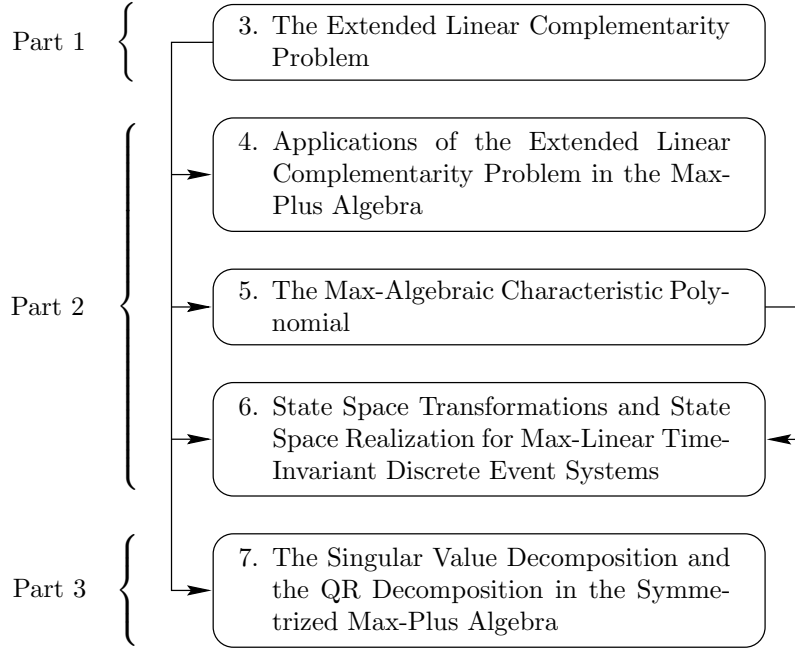 Part 1
3. The Extended Linear Complementarity
Problem
Part 2
4. Applications of the Extended Linear
Complementarity Problem in the Max-
Plus Algebra
5. The Max-Algebraic Characteristic Poly-
nomial
6. State Space Transformations and State
Space Realization for Max-Linear Time-
Invariant Discrete Event Systems
Part 3
7. The Singular Value Decomposition and
the QR Decomposition in the Symme-
trized Max-Plus Algebra